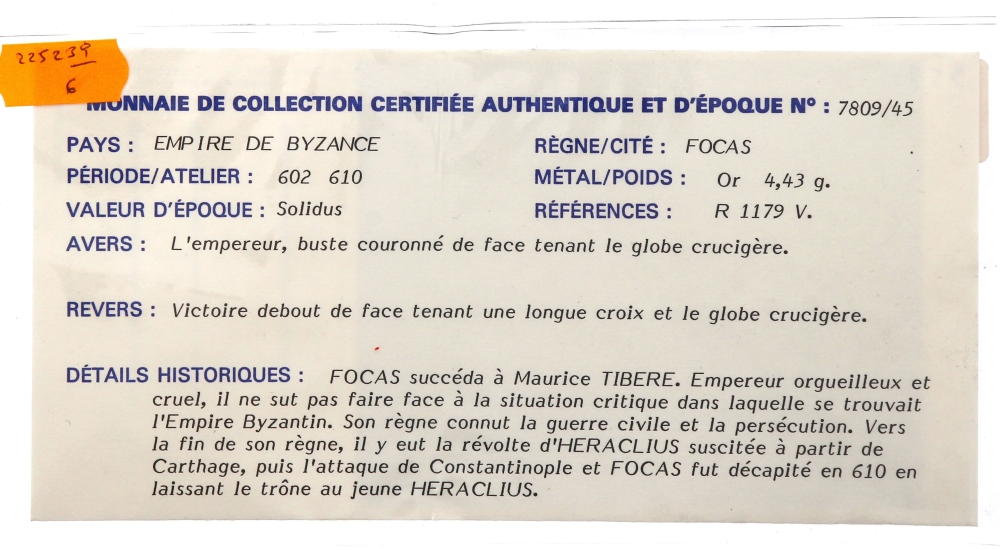 225239
6
MONNAIE DE COLLECTION CERTIFIÉE AUTHENTIQUE ET D'ÉPOQUE Nº : 7809/45
PAYS : EMPIRE DE BYZANCE RÈGNE/CITÉ : FOCAS
PÉRIODE/ATELIER : 602 610 MÉTAL/POIDS : Or 4,43 g.
VALEUR D'ÉPOQUE : Solidus RÉFÉRENCES : R 1179 V.
AVERS : L'empereur, buste couronné de face tenant le globe crucigère.
REVERS : Victoire debout de face tenant une longue croix et le globe crucigère.
DÉTAILS HISTORIQUES : FOCAS succéda à Maurice TIBERE. Empereur orgueilleux et
cruel, il ne sut pas faire face à la situation critique dans laquelle se trouvait
l'Empire Byzantin. Son règne connut la guerre civile et la persécution. Vers
la fin de son règne, il y eut la révolte d'HERACLIUS suscitée à partir de
Carthage, puis l'attaque de Constantinople et FOCAS fut décapité en 610 en
laissant le trône au jeune HERACLIUS.